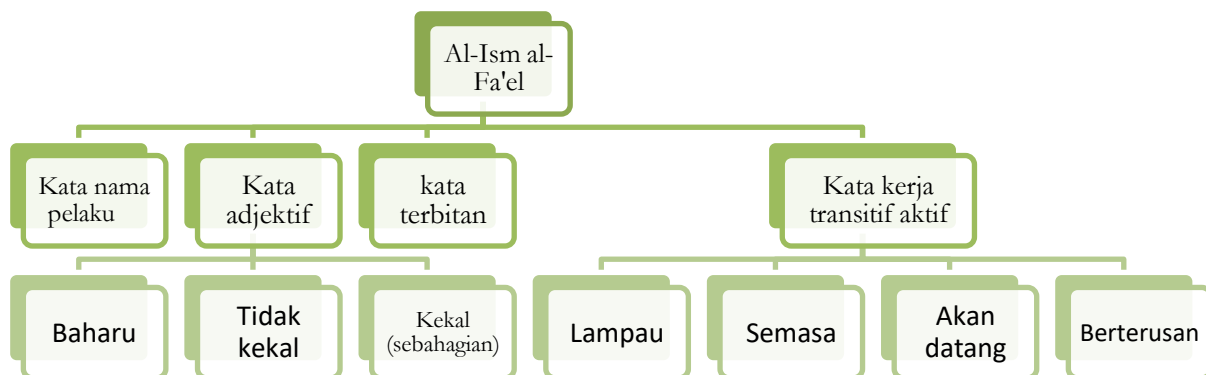 Al-Ism al-
Fa'el
Kata nama
pelaku
Kata
adjektif
kata
terbitan
Kata kerja
transitif aktif
Baharu
Tidak
kekal
Kekal
(sebahagian)
Lampau
Semasa
Akan
datang
Berterusan